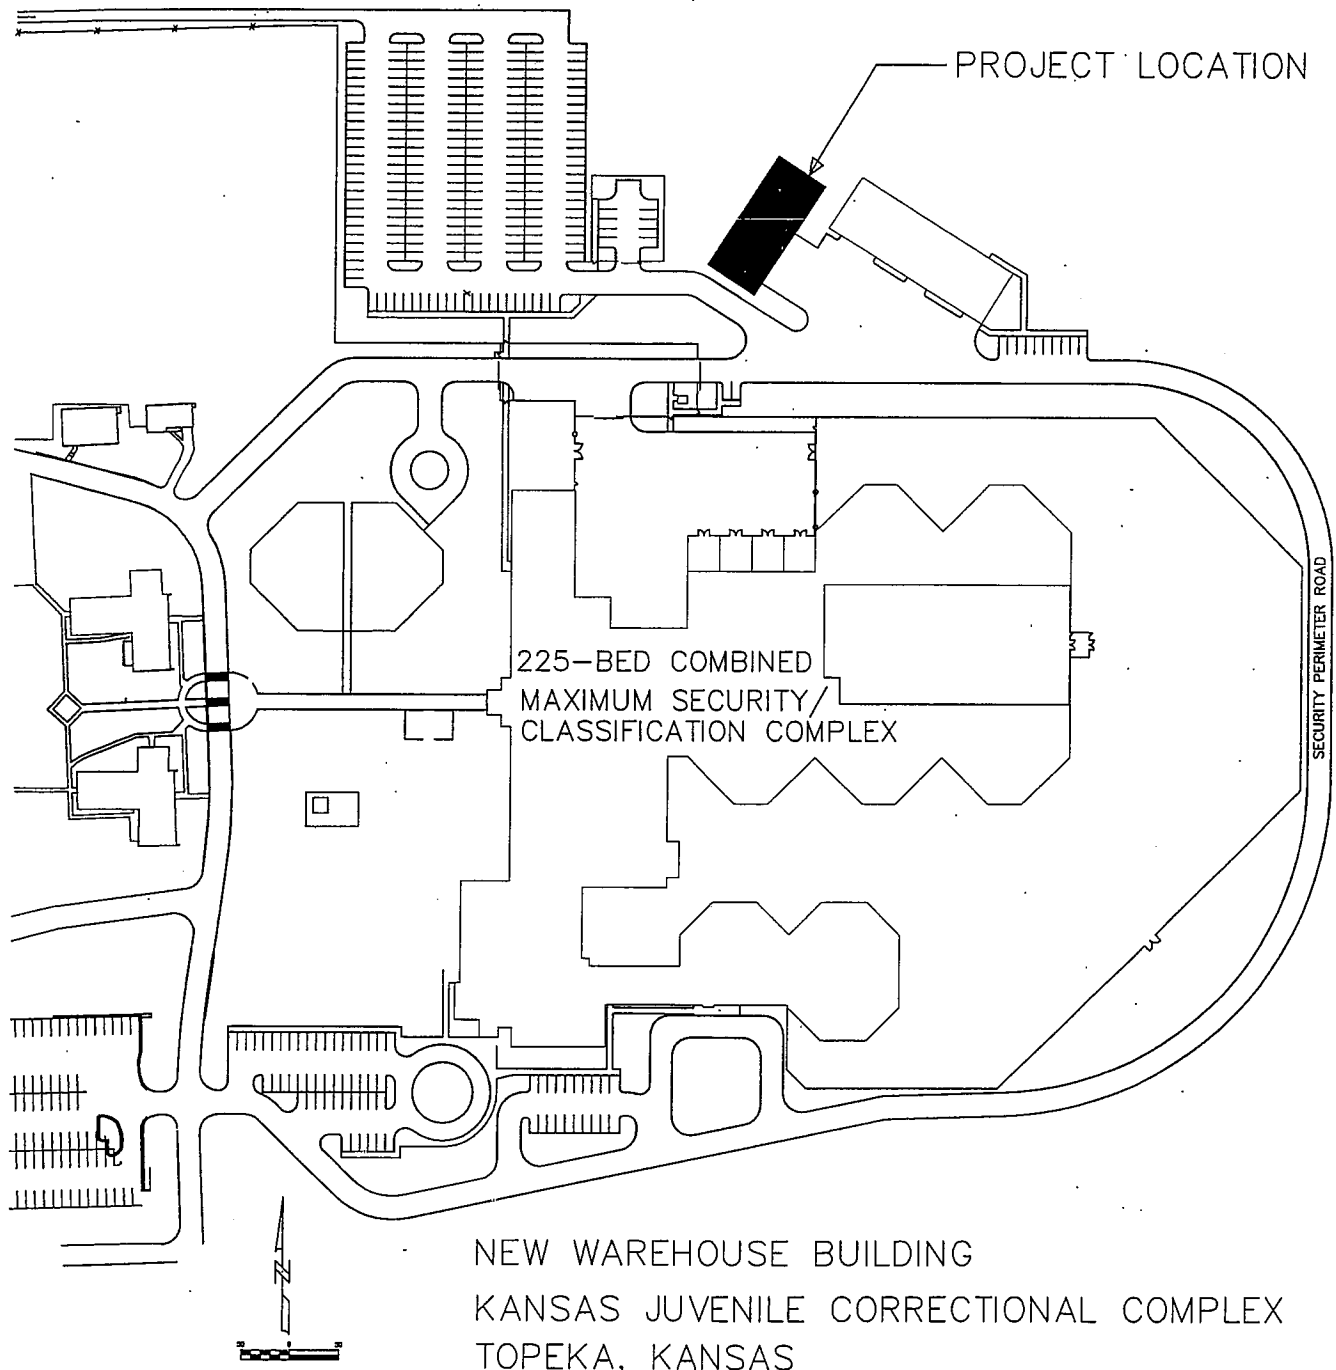 PROJECT LOCATION
225-BED COMBINED
MAXIMUM SECURITY/
CLASSIFICATION COMPLEX
SECURITY PERIMETER ROAD
NEW WAREHOUSE BUILDING
KANSAS JUVENILE CORRECTIONAL COMPLEX
TOPEKA, KANSAS